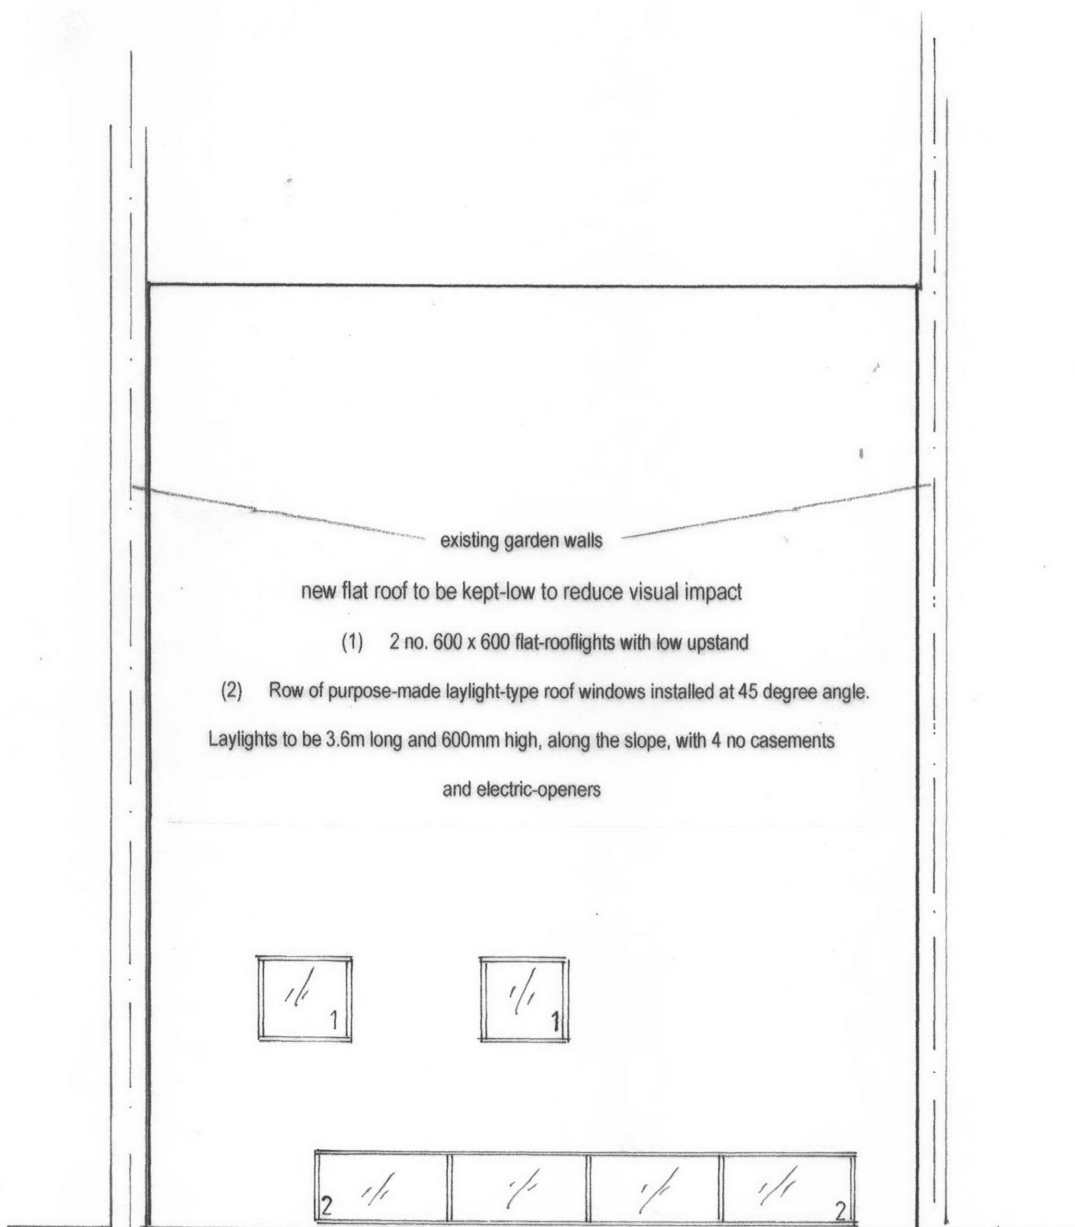 existing garden walls
new flat roof to be kept-low to reduce visual impact
(1) 2 no. 600 x 600 flat-rooflights with low upstand
(2) Row of purpose-made laylight-type roof windows installed at 45 degree angle.
Laylights to be 3.6m long and 600mm high, along the slope, with 4 no casements
and electric-openers
1 1
2 2